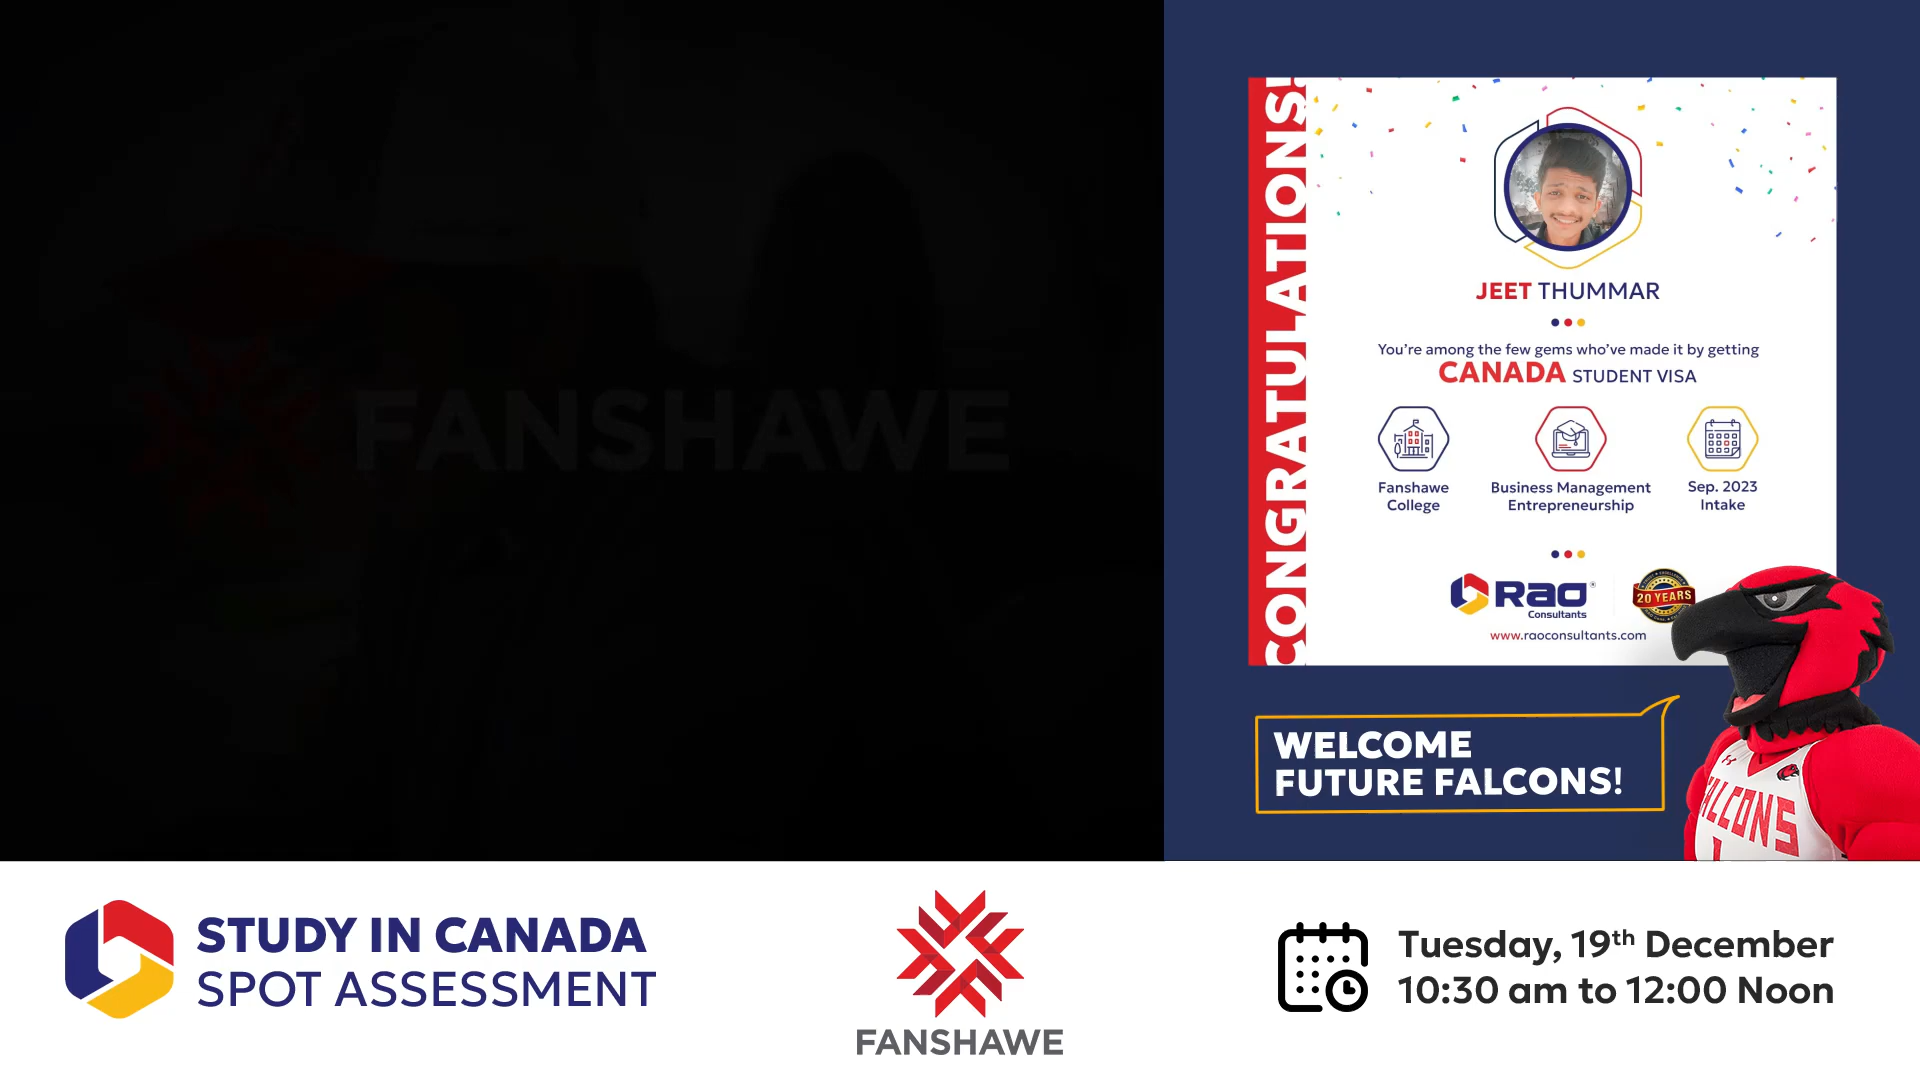 FANSHAWE
CONGRATULATIONS!
JEET THUMMAR
You're among the few gems who've made it by getting
CANADA STUDENT VISA
Fanshawe
College
Business Management
Entrepreneurship
Sep. 2023
Intake
Rao
Consultants
20 YEARS
www.raoconsultants.com
WELCOME
FUTURE FALCONS!
FALCONS
1
STUDY IN CANADA
SPOT ASSESSMENT
FANSHAWE
Tuesday, 19th December
10:30 am to 12:00 Noon